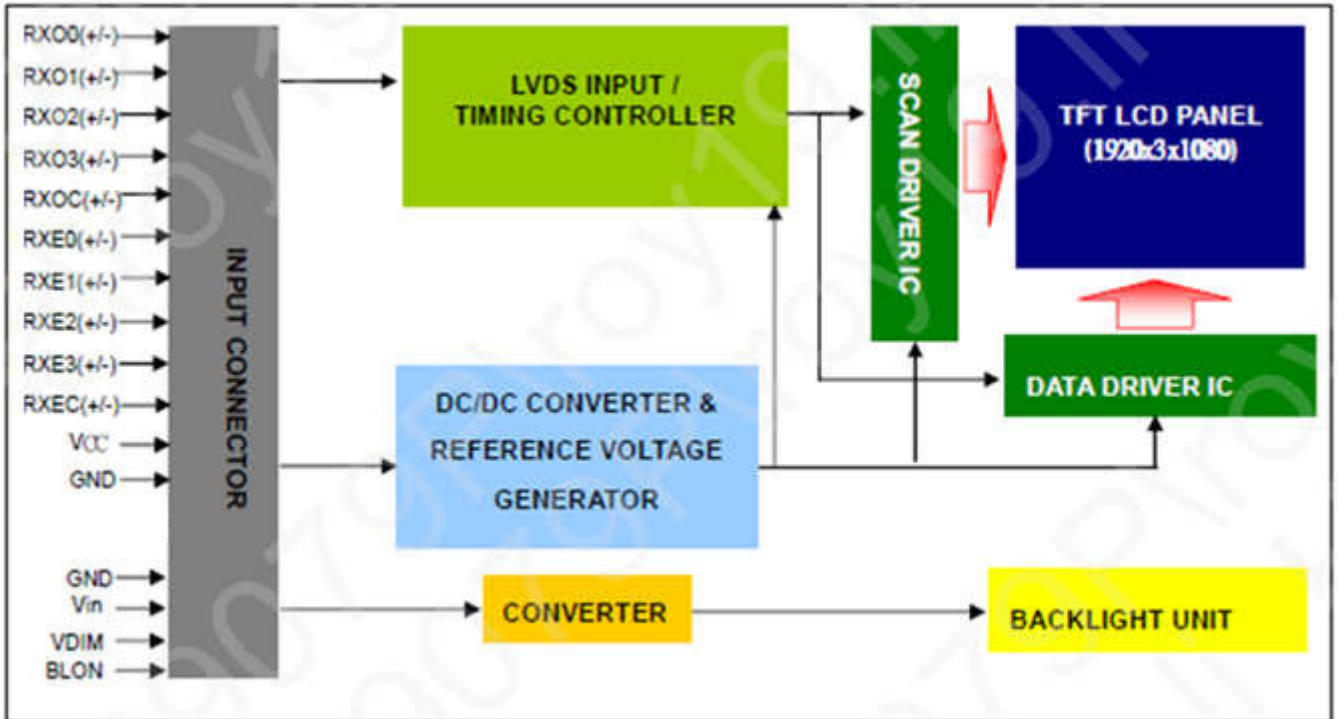 RXO0(+/-)
RXO1(+/-)
RXO2(+/-)
RXO3(+/-)
RXOC(+/-)
RXE0(+/-)
RXE1(+/-)
RXE2(+/-)
RXE3(+/-)
RXEC(+/-)
VCC
GND
GND
Vin
VDIM
BLON
INPUT CONNECTOR
LVDS INPUT /
TIMING CONTROLLER
DC/DC CONVERTER &
REFERENCE VOLTAGE
GENERATOR
CONVERTER
SCAN DRIVER IC
TFT LCD PANEL
(1920x3x1080)
DATA DRIVER IC
BACKLIGHT UNIT